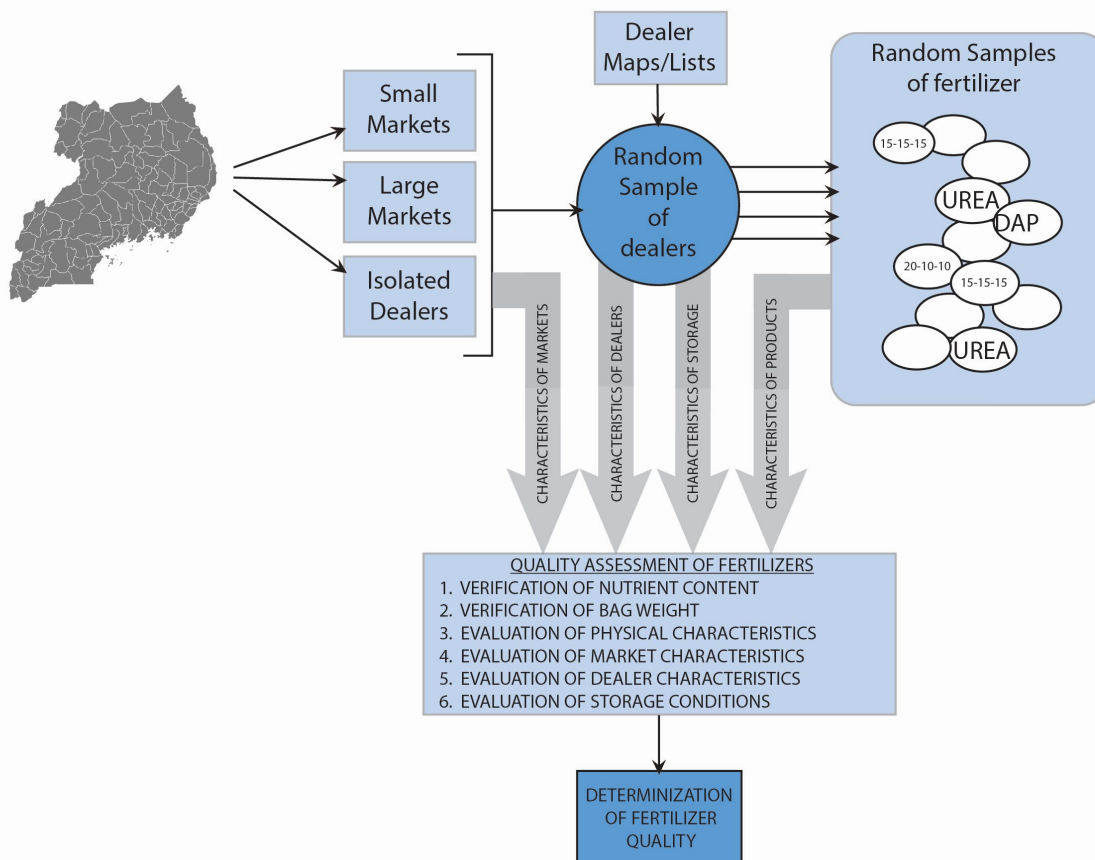 Small
Markets
Large
Markets
Isolated
Dealers
Dealer
Maps/Lists
Random
Sample
of
dealers
Random Samples
of fertilizer
15-15-15
UREA
DAP
20-10-10
15-15-15
UREA
CHARACTERISTICS OF MARKETS
CHARACTERISTICS OF DEALERS
CHARACTERISTICS OF STORAGE
CHARACTERISTICS OF PRODUCTS
QUALITY ASSESSMENT OF FERTILIZERS
1. VERIFICATION OF NUTRIENT CONTENT
2. VERIFICATION OF BAG WEIGHT
3. EVALUATION OF PHYSICAL CHARACTERISTICS
4. EVALUATION OF MARKET CHARACTERISTICS
5. EVALUATION OF DEALER CHARACTERISTICS
6. EVALUATION OF STORAGE CONDITIONS
DETERMINIZATION
OF FERTILIZER
QUALITY